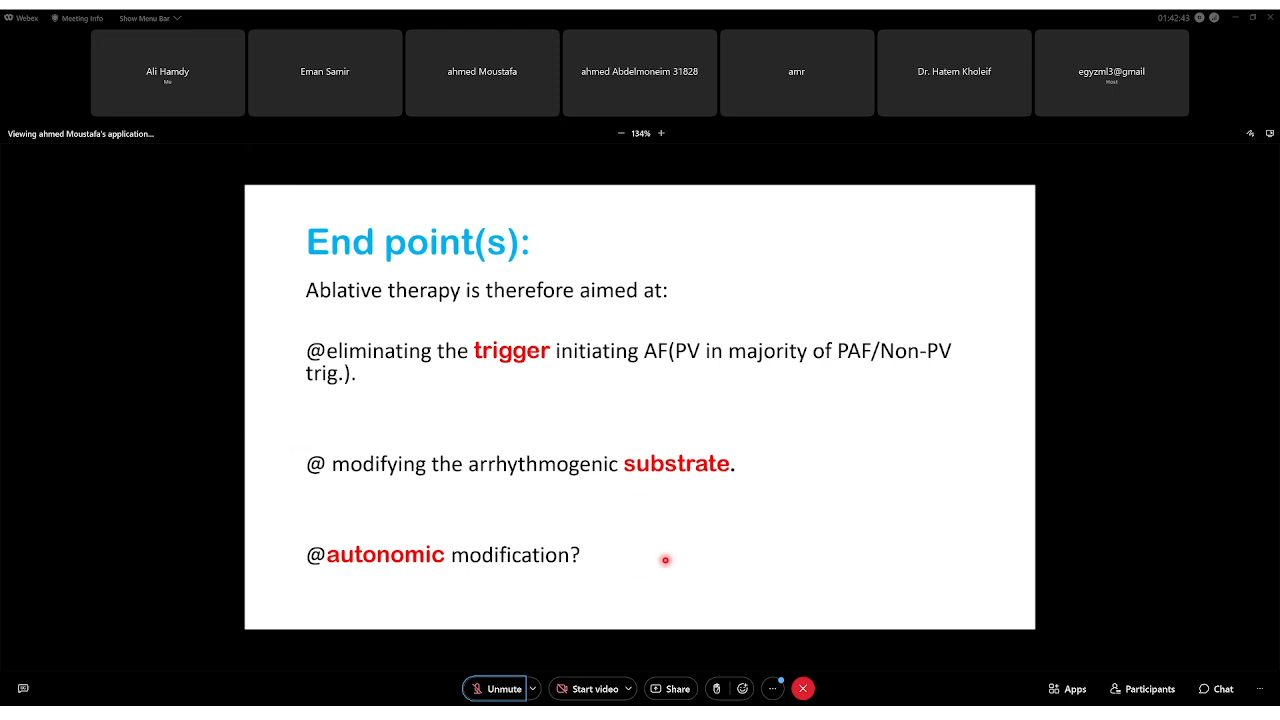 Webex Meeting Info Show Menu Bar 01:42:43
Ali Hamdy Eman Samir ahmed Moustafa ahmed Abdelmoneim 31828 amr Dr. Hatem Kholeif egyzml3@gmail
Me Host
Viewing ahmed Moustafa's application... − 134% +
End point(s):
Ablative therapy is therefore aimed at:
@eliminating the trigger initiating AF(PV in majority of PAF/Non-PV
trig.).
@ modifying the arrhythmogenic substrate.
@autonomic modification?
Unmute Start video Share Apps Participants Chat